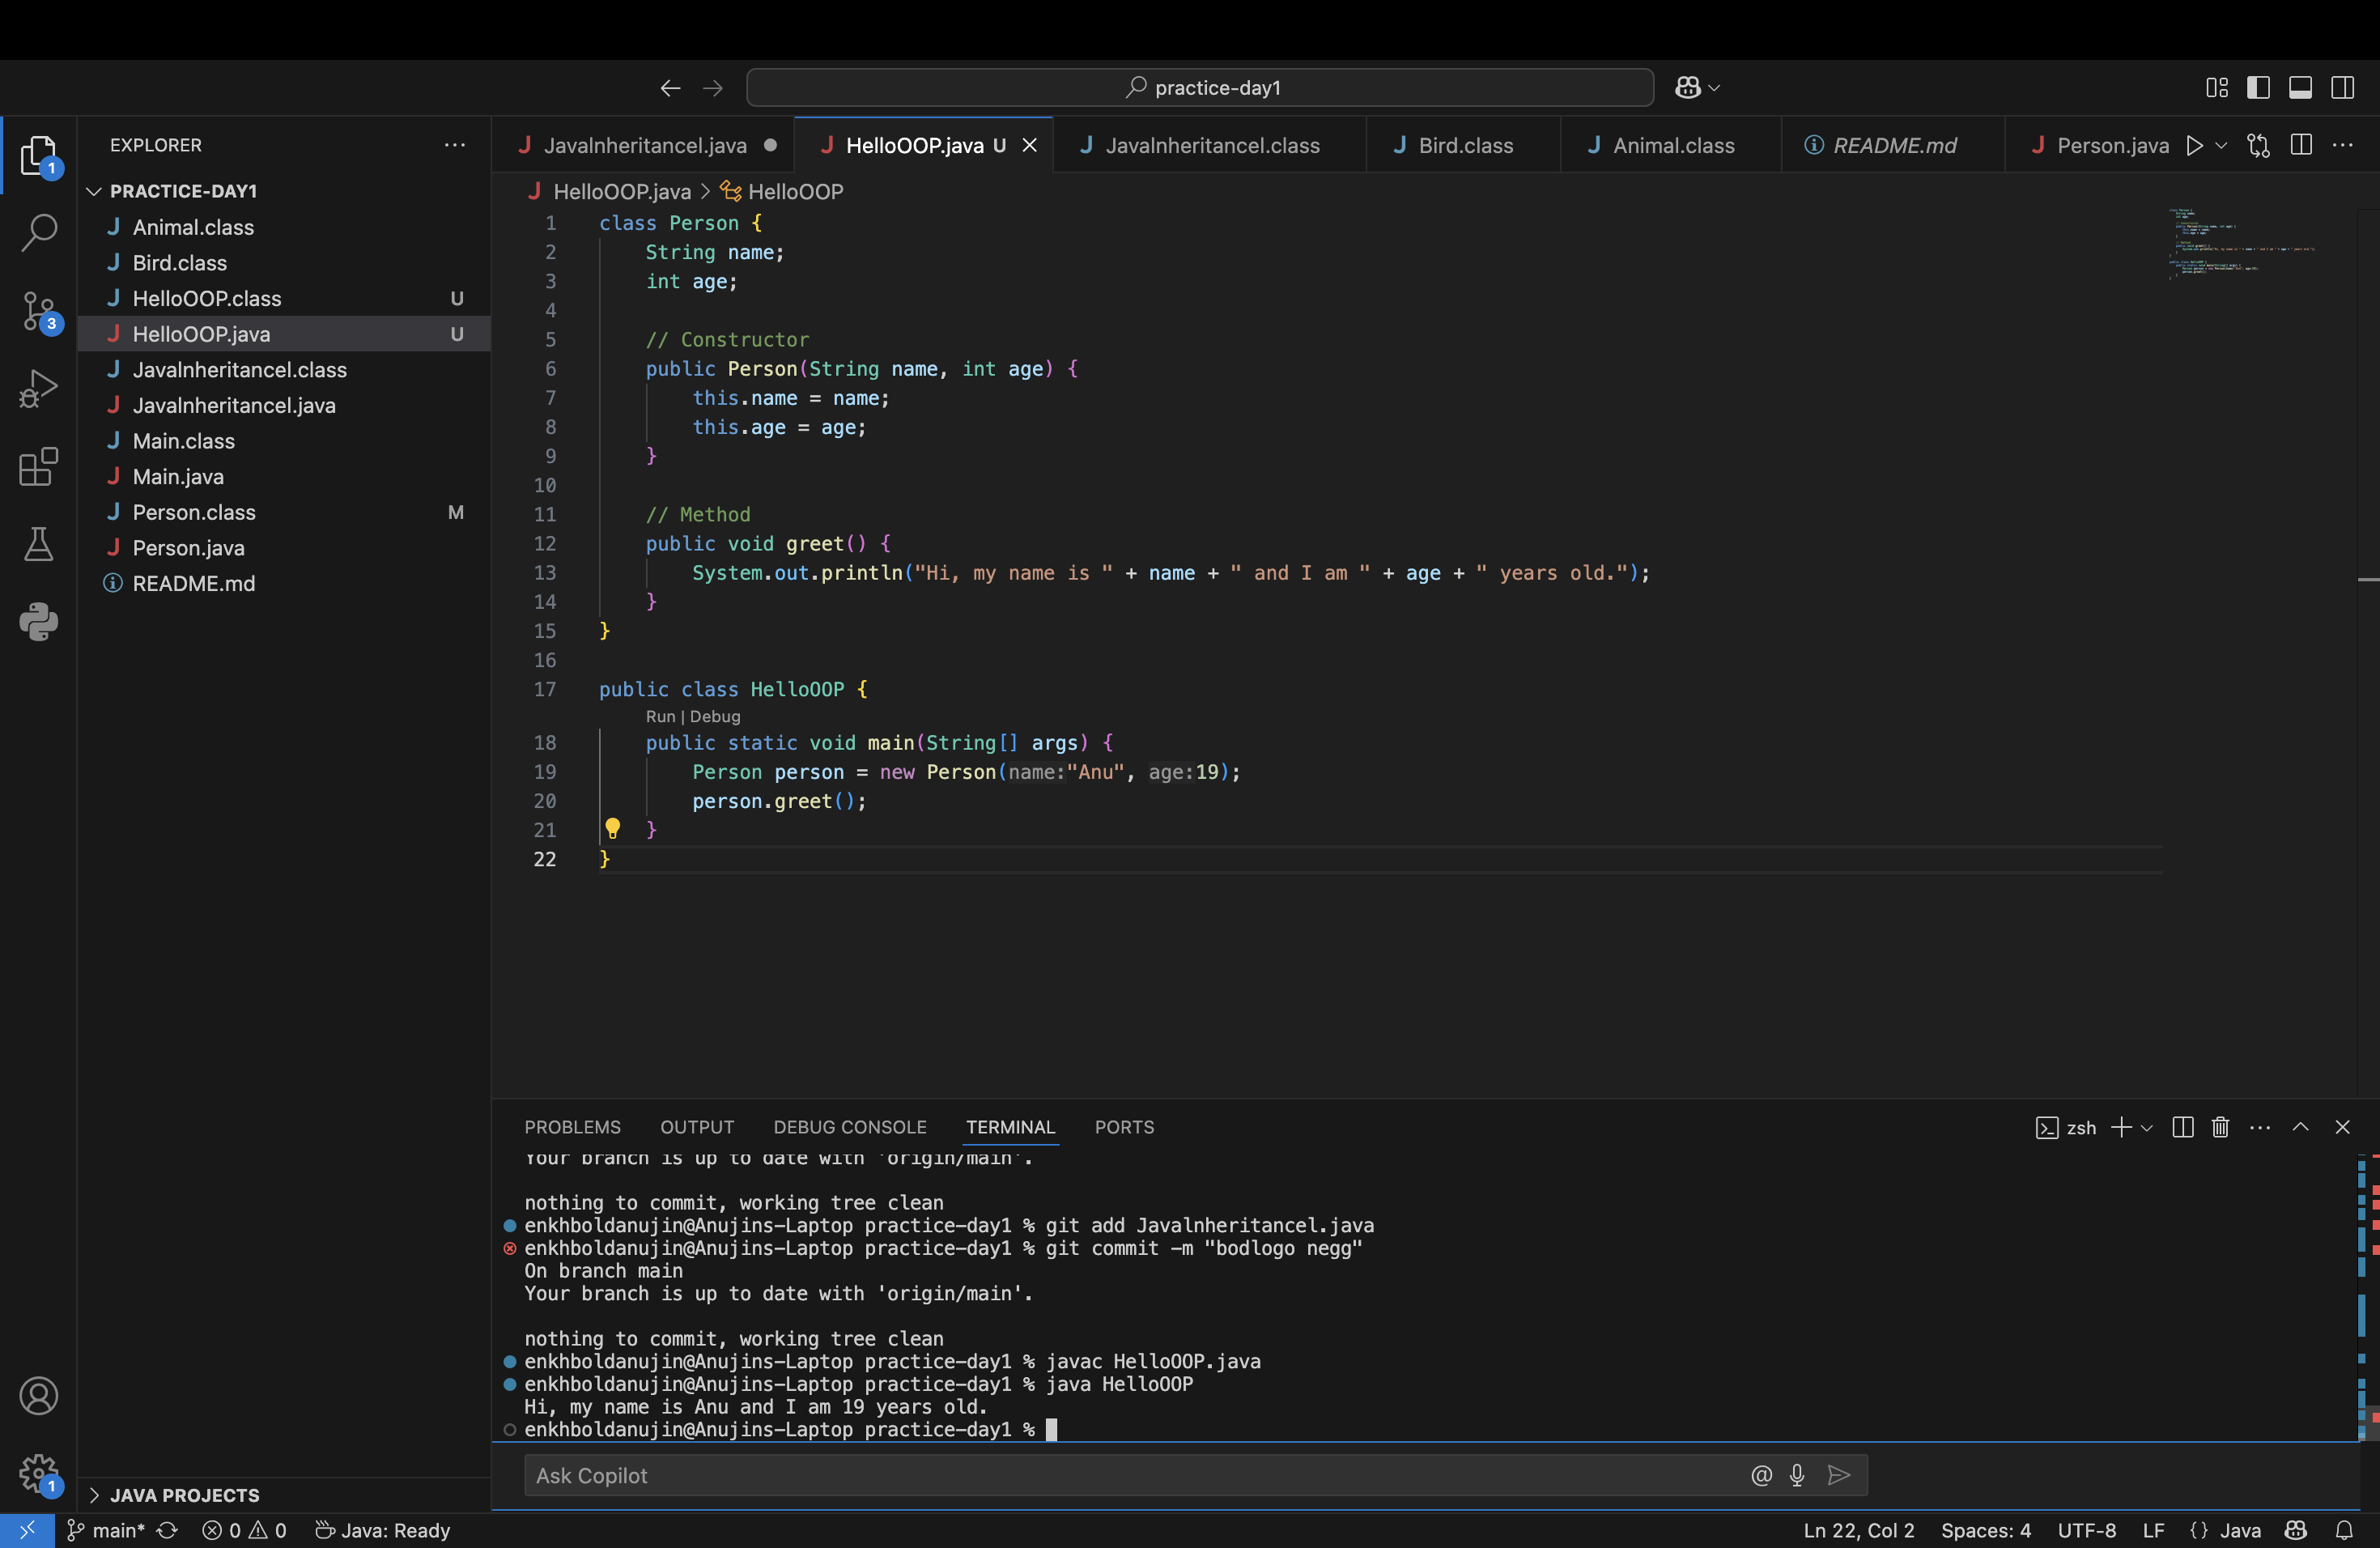 practice-day1
EXPLORER
PRACTICE-DAY1
Animal.class
Bird.class
HelloOOP.class U
HelloOOP.java U
Javalnheritancel.class
Javalnheritancel.java
Main.class
Main.java
Person.class M
Person.java
README.md
JAVA PROJECTS
1
3
1
Javalnheritancel.java
HelloOOP.java U
Javalnheritancel.class
Bird.class
Animal.class
README.md
Person.java
HelloOOP.java > HelloOOP
1 class Person {
2 String name;
3 int age;
4
5 // Constructor
6 public Person(String name, int age) {
7 this.name = name;
8 this.age = age;
9 }
10
11 // Method
12 public void greet() {
13 System.out.println("Hi, my name is " + name + " and I am " + age + " years old.");
14 }
15 }
16
17 public class HelloOOP {
Run | Debug
18 public static void main(String[] args) {
19 Person person = new Person(name:"Anu", age:19);
20 person.greet();
21 }
22 }
PROBLEMS OUTPUT DEBUG CONSOLE TERMINAL PORTS
zsh
Your branch is up to date with 'origin/main'.
nothing to commit, working tree clean
enkhboldanujin@Anujins-Laptop practice-day1 % git add Javalnheritancel.java
enkhboldanujin@Anujins-Laptop practice-day1 % git commit -m "bodlogo negg"
On branch main
Your branch is up to date with 'origin/main'.
nothing to commit, working tree clean
enkhboldanujin@Anujins-Laptop practice-day1 % javac HelloOOP.java
enkhboldanujin@Anujins-Laptop practice-day1 % java HelloOOP
Hi, my name is Anu and I am 19 years old.
enkhboldanujin@Anujins-Laptop practice-day1 %
Ask Copilot
main* 0 0 Java: Ready
Ln 22, Col 2 Spaces: 4 UTF-8 LF {} Java